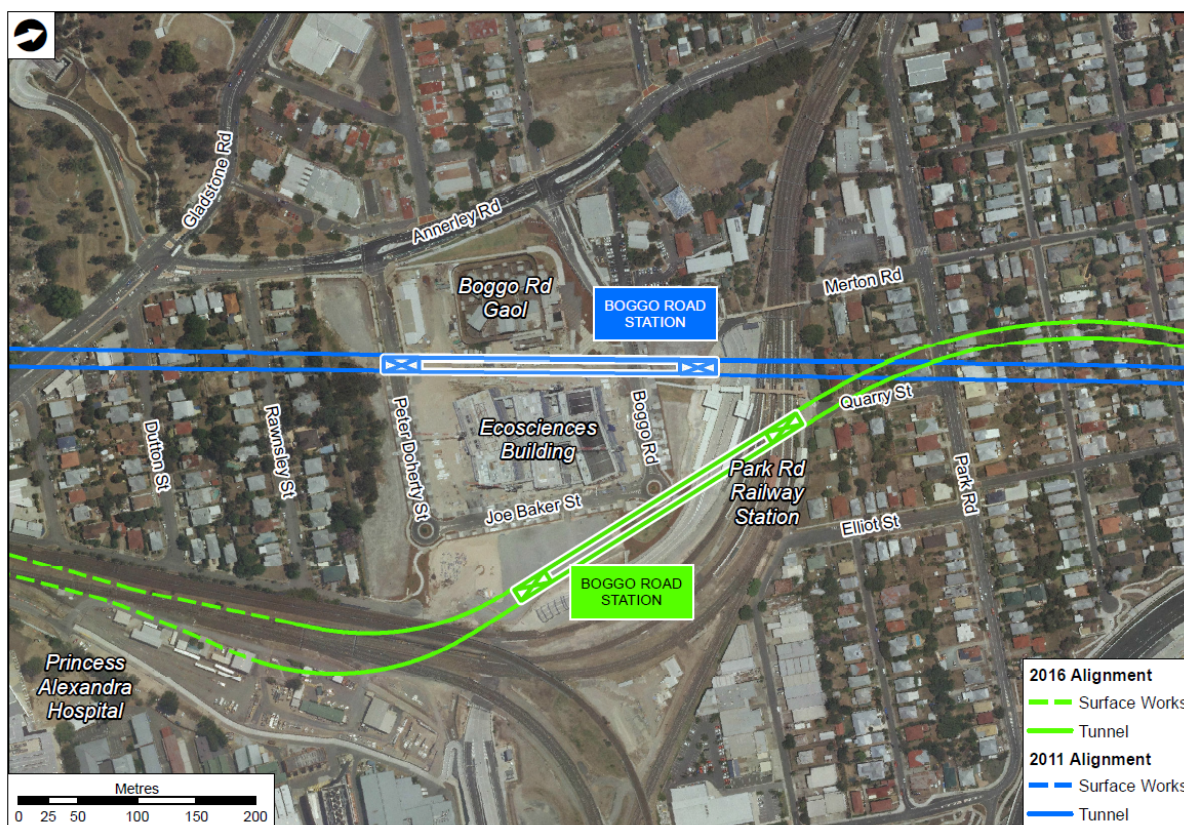 Gladstone Rd
Annerley Rd
Boggo Rd
Gaol
BOGGO ROAD
STATION
Merton Rd
Dutton St
Rawnsley St
Peter Doherty St
Ecosciences
Building
Boggo Rd
Quarry St
Park Rd
Railway
Station
Park Rd
Joe Baker St
Elliot St
BOGGO ROAD
STATION
Princess
Alexandra
Hospital
Metres
0 25 50 100 150 200
2016 Alignment
Surface Works
Tunnel
2011 Alignment
Surface Works
Tunnel